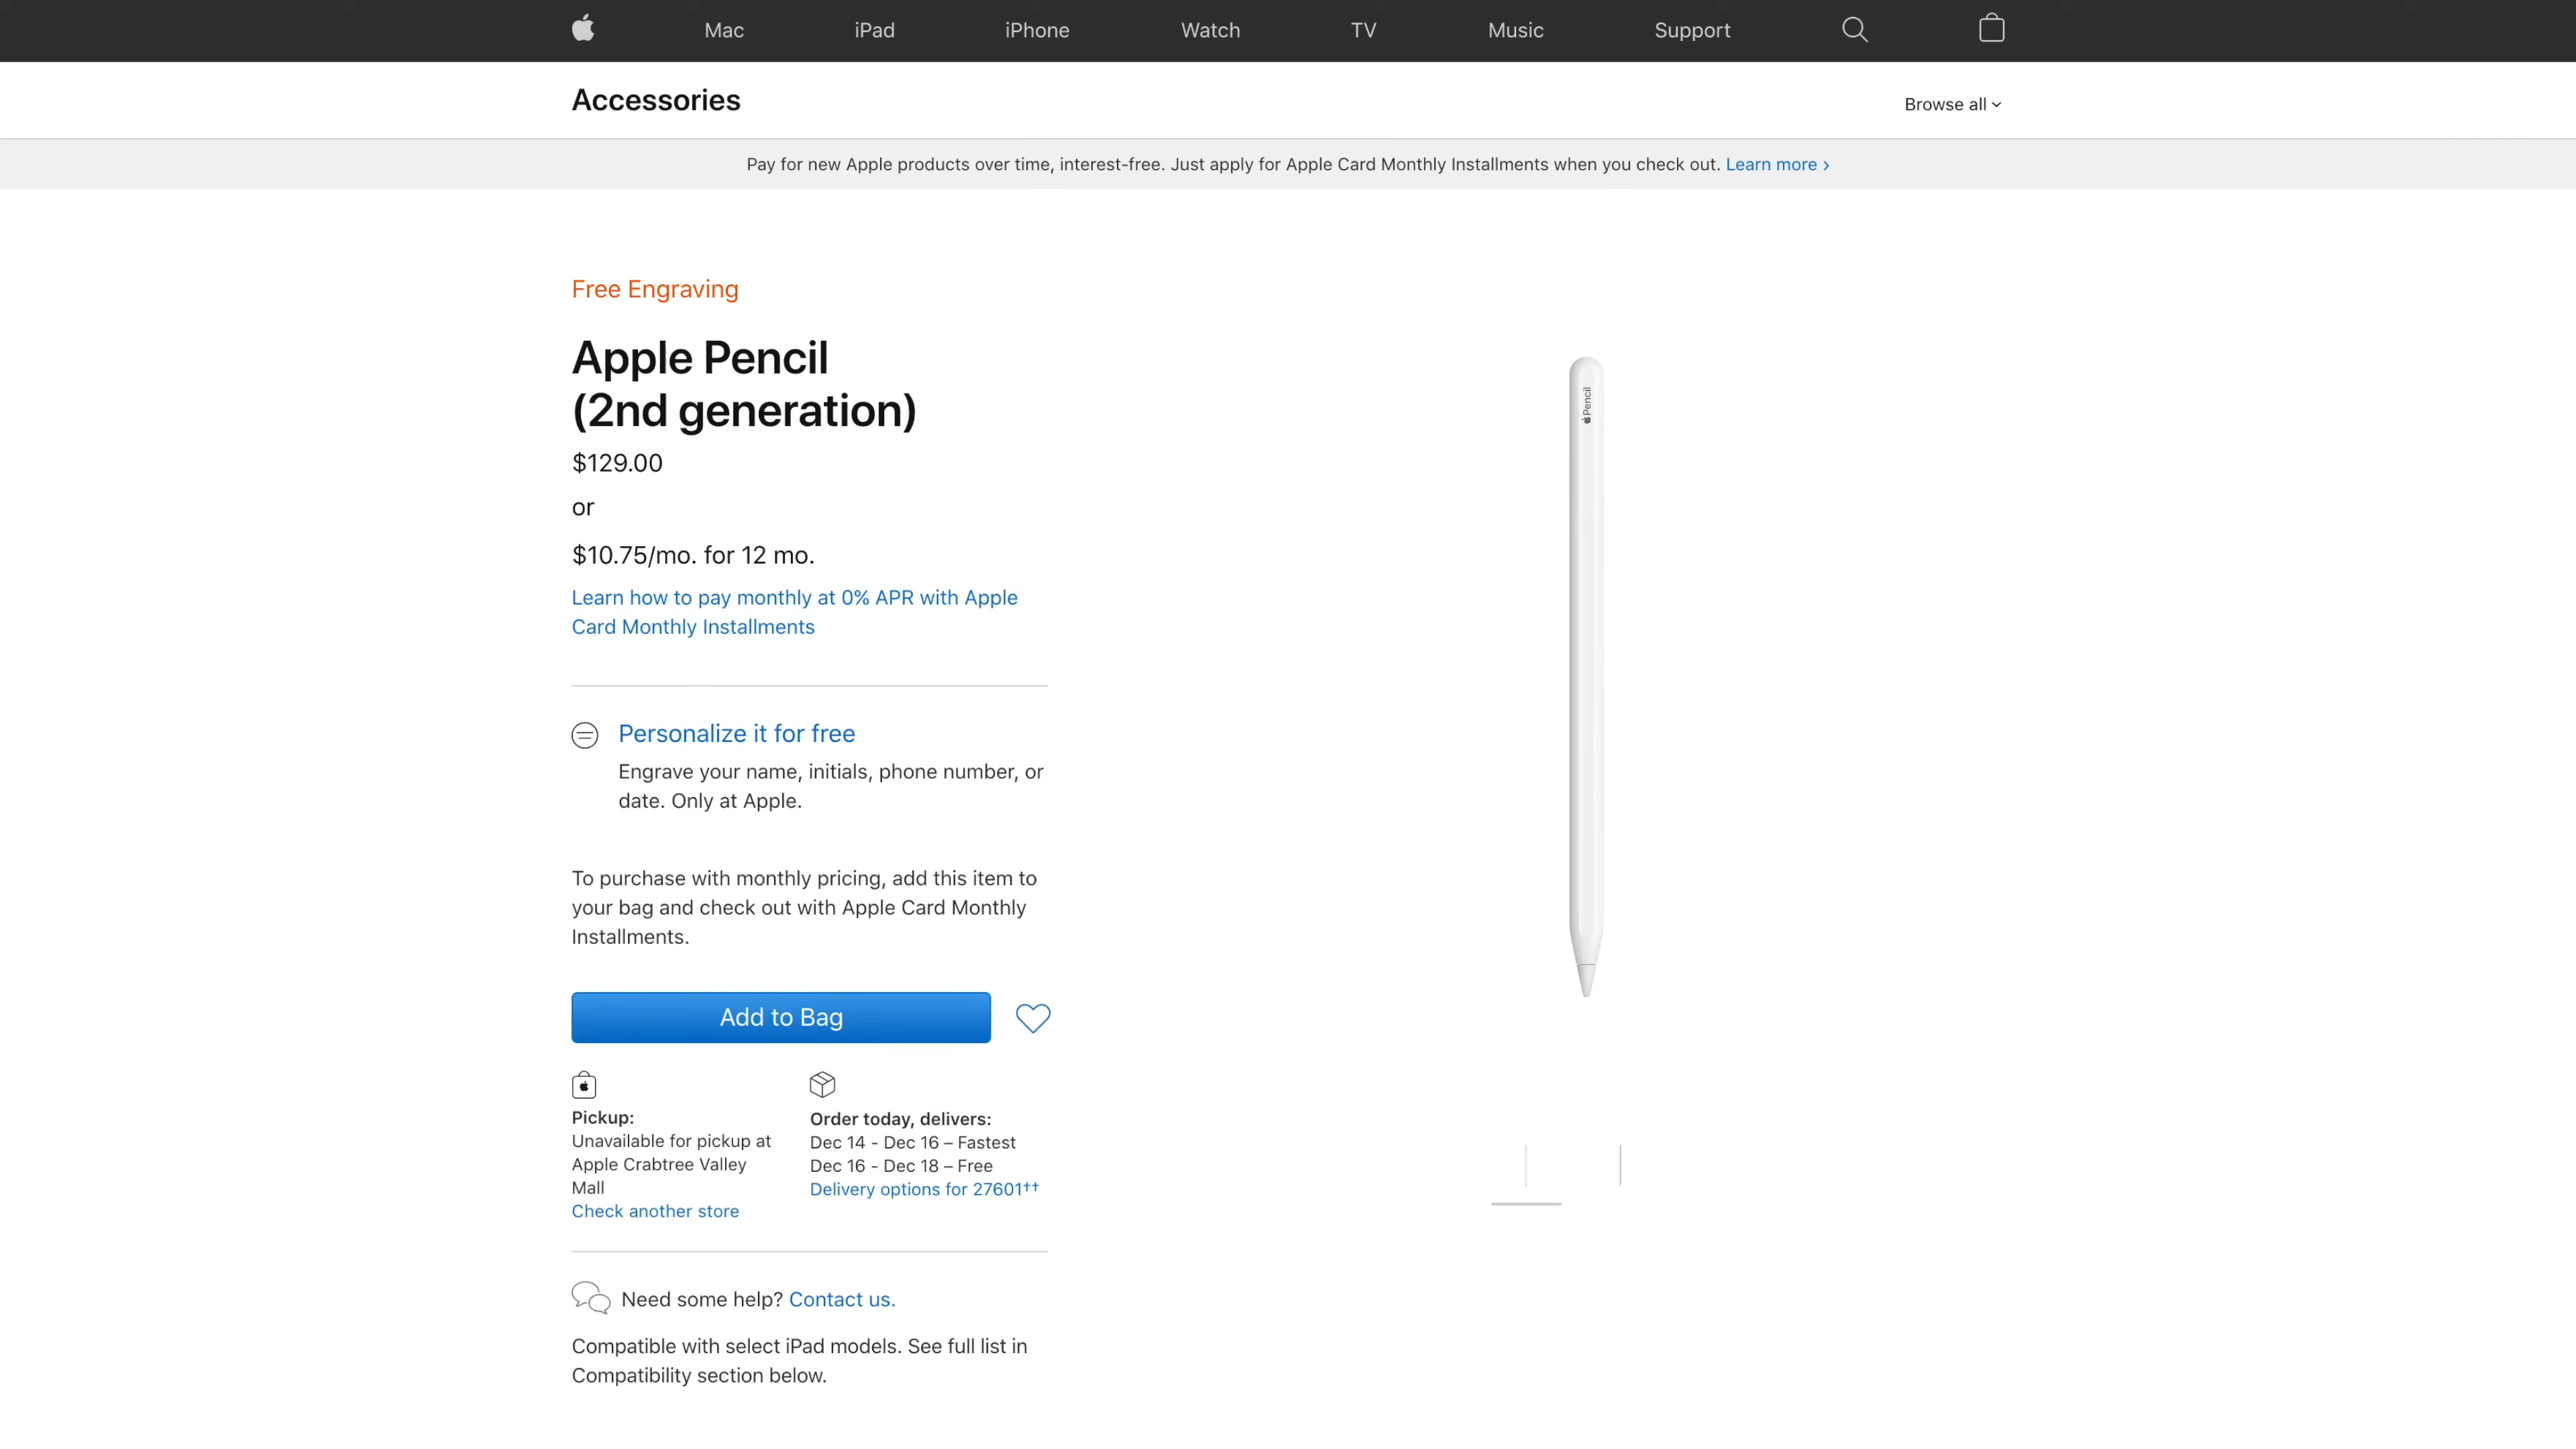 Mac iPad iPhone Watch TV Music Support
Accessories
Browse all
Pay for new Apple products over time, interest-free. Just apply for Apple Card Monthly Installments when you check out. Learn more ›
Free Engraving
Apple Pencil
(2nd generation)
$129.00
or
$10.75/mo. for 12 mo.
Learn how to pay monthly at 0% APR with Apple
Card Monthly Installments
Personalize it for free
Engrave your name, initials, phone number, or
date. Only at Apple.
To purchase with monthly pricing, add this item to
your bag and check out with Apple Card Monthly
Installments.
Add to Bag
Pickup:
Unavailable for pickup at
Apple Crabtree Valley
Mall
Check another store
Order today, delivers:
Dec 14 - Dec 16 – Fastest
Dec 16 - Dec 18 – Free
Delivery options for 27601††
Need some help? Contact us.
Compatible with select iPad models. See full list in
Compatibility section below.
Pencil